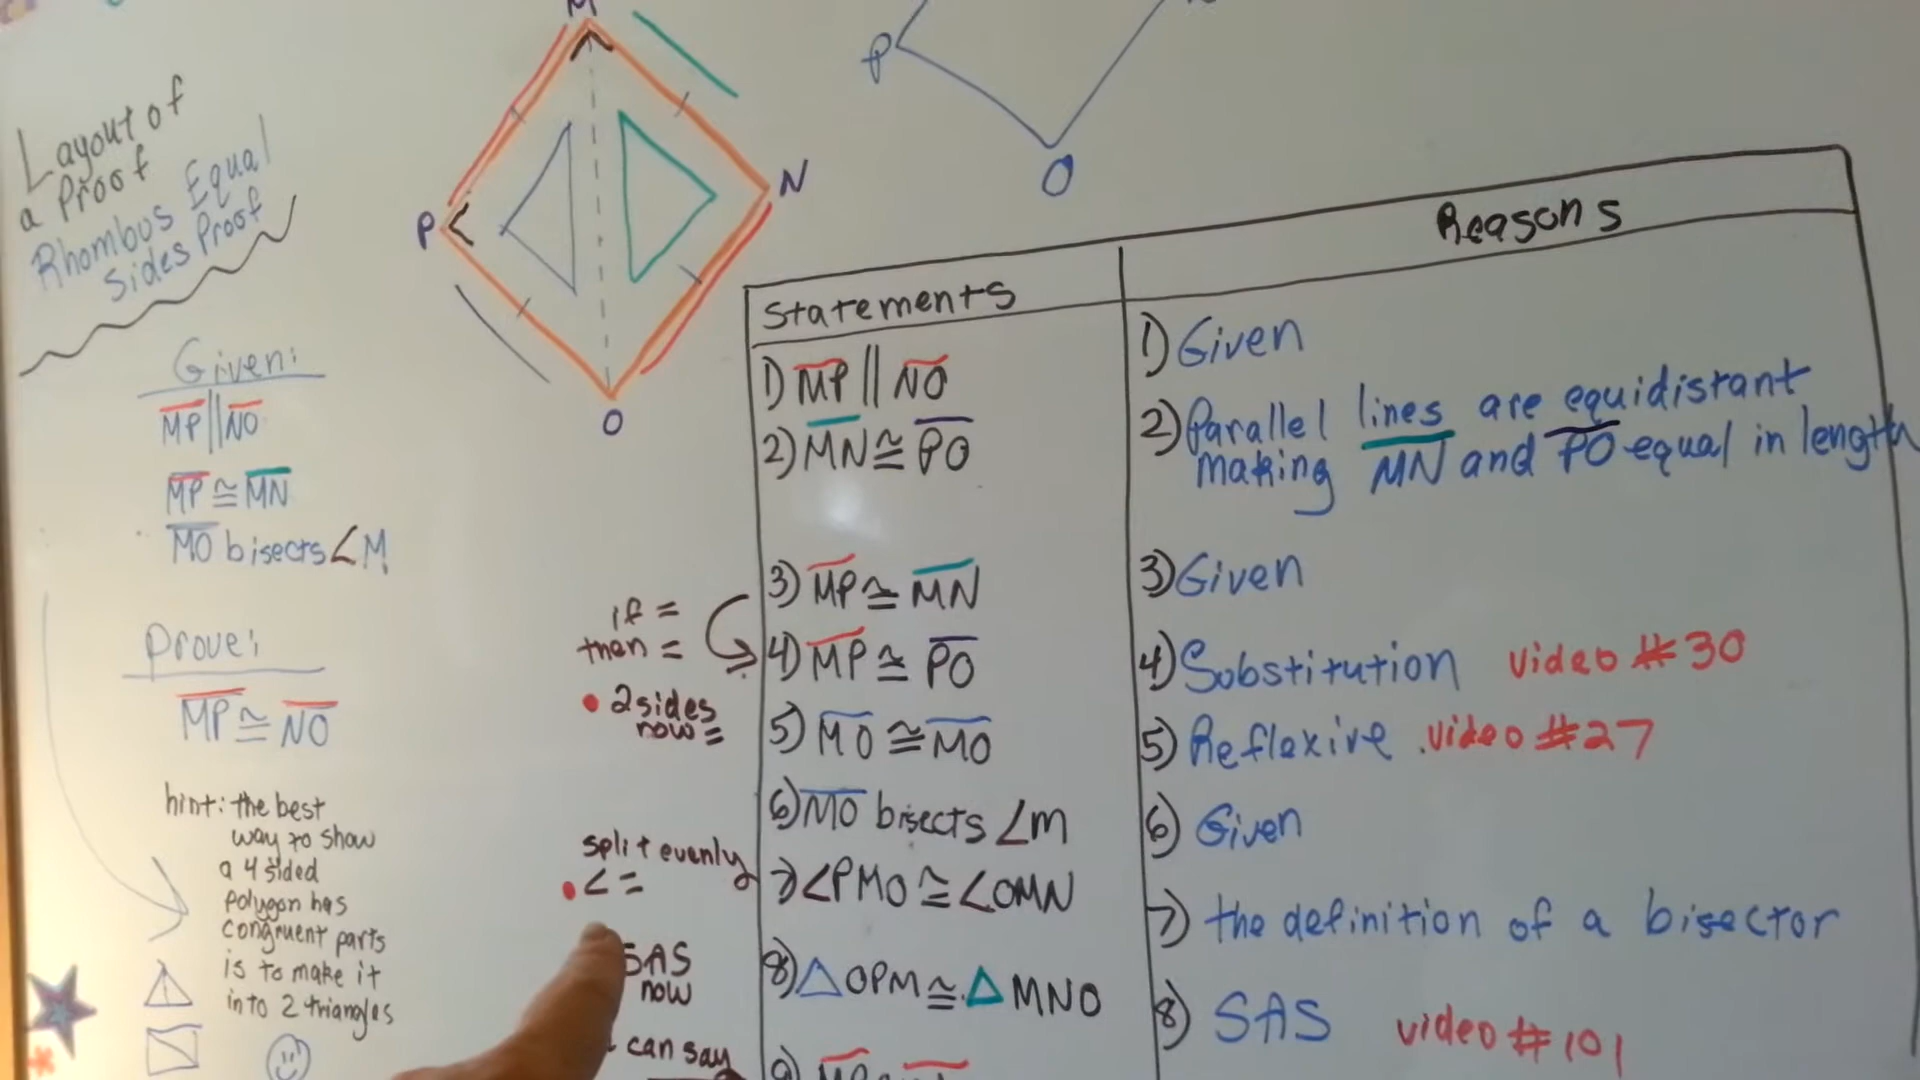 Layout of
a Proof
Rhombus Equal
Sides Proof
Given:
MP || NO
MP ≅ MN
MO bisects ∠M
Prove:
MP ≅ NO
hint: the best
way to show
a 4 sided
polygon has
congruent parts
is to make it
into 2 triangles
M
N
P
O
P
O
if =
then =
• 2 sides
now =
split evenly
• ∠ =
SAS
now
can say
Statements
1) MP || NO
2) MN ≅ PO
3) MP ≅ MN
4) MP ≅ PO
5) MO ≅ MO
6) MO bisects ∠M
7) ∠PMO ≅ ∠OMN
8) △OPM ≅ △MNO
9)
Reasons
1) Given
2) Parallel lines are equidistant
making MN and PO equal in length
3) Given
4) Substitution video #30
5) Reflexive video #27
6) Given
7) the definition of a bisector
8) SAS video #101